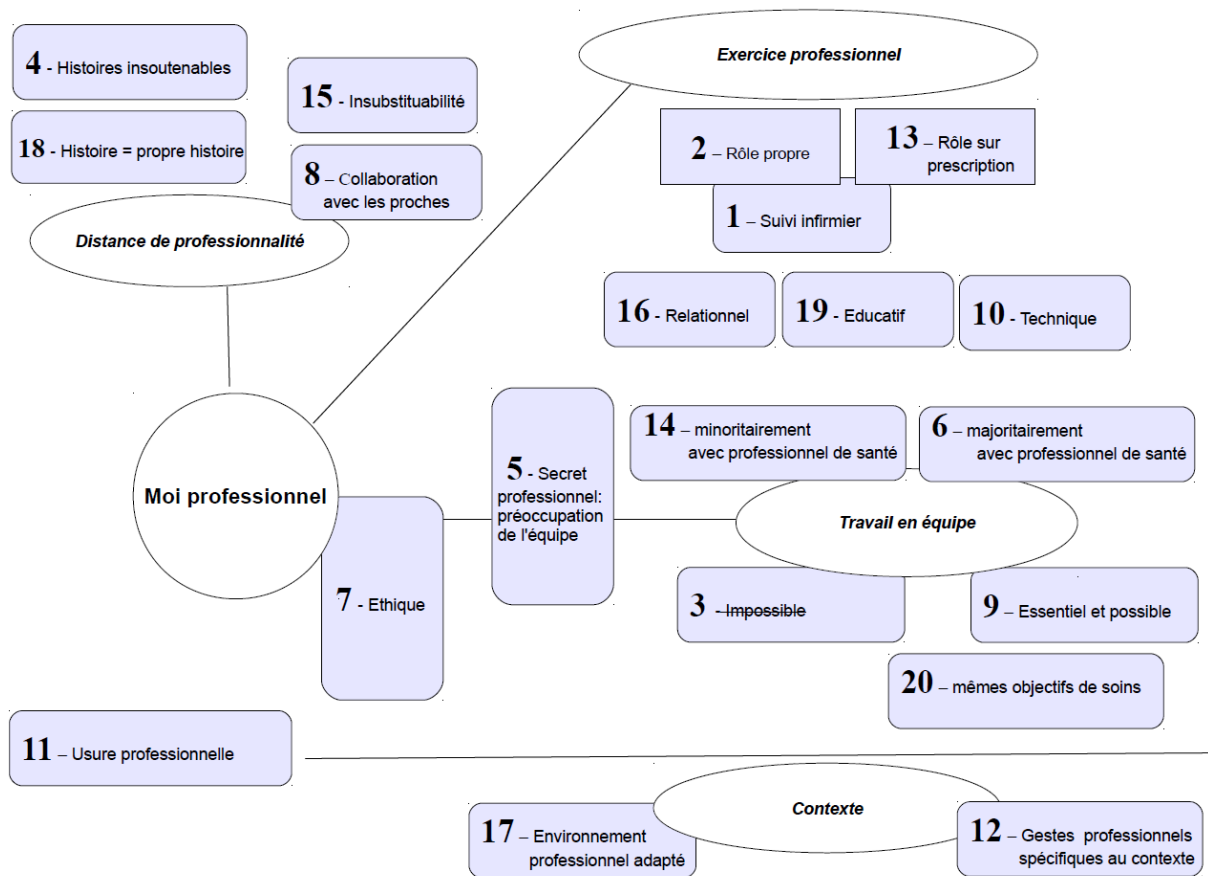 4 - Histoires insoutenables
15 - Insubstituabilité
18 - Histoire = propre histoire
8 – Collaboration
avec les proches
Distance de professionnalité
Exercice professionnel
2 – Rôle propre
13 – Rôle sur
prescription
1 – Suivi infirmier
16 - Relationnel
19 - Educatif
10 - Technique
Moi professionnel
7 - Ethique
5 - Secret
professionnel:
préoccupation
de l'équipe
14 – minoritairement
avec professionnel de santé
6 – majoritairement
avec professionnel de santé
Travail en équipe
3 - Impossible
9 – Essentiel et possible
20 – mêmes objectifs de soins
11 – Usure professionnelle
Contexte
17 – Environnement
professionnel adapté
12 – Gestes professionnels
spécifiques au contexte